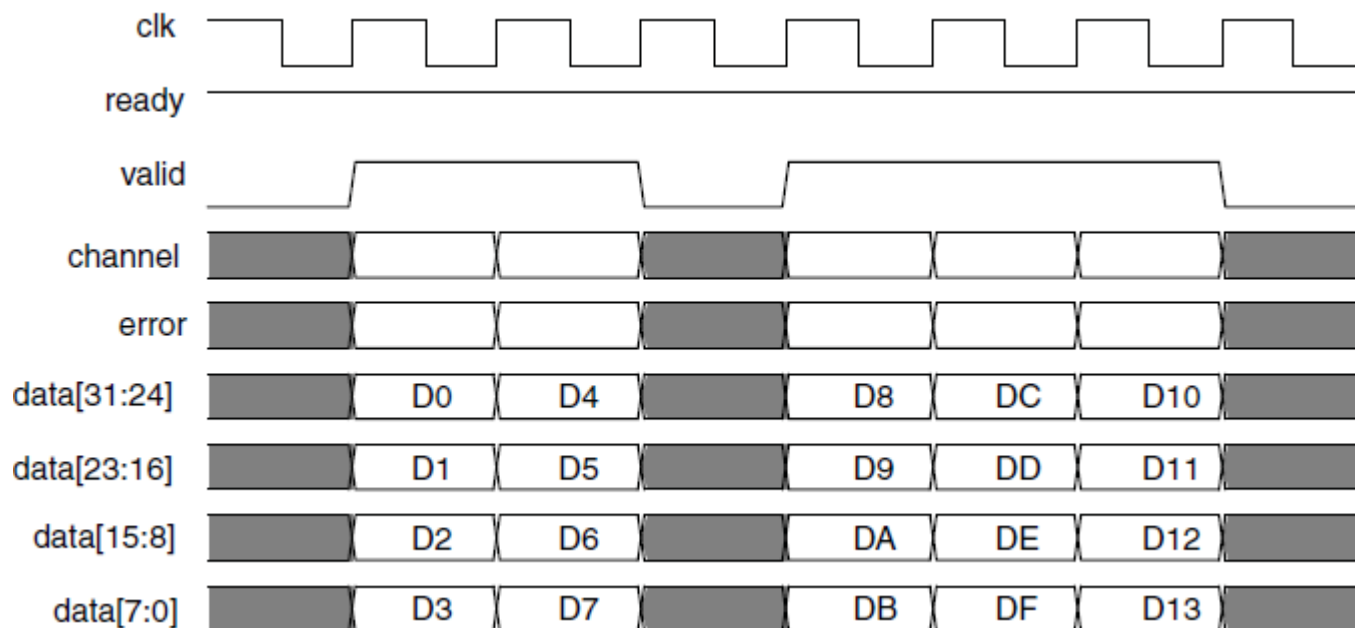 clk
ready
valid
channel
error
data[31:24] D0 D4 D8 DC D10
data[23:16] D1 D5 D9 DD D11
data[15:8] D2 D6 DA DE D12
data[7:0] D3 D7 DB DF D13